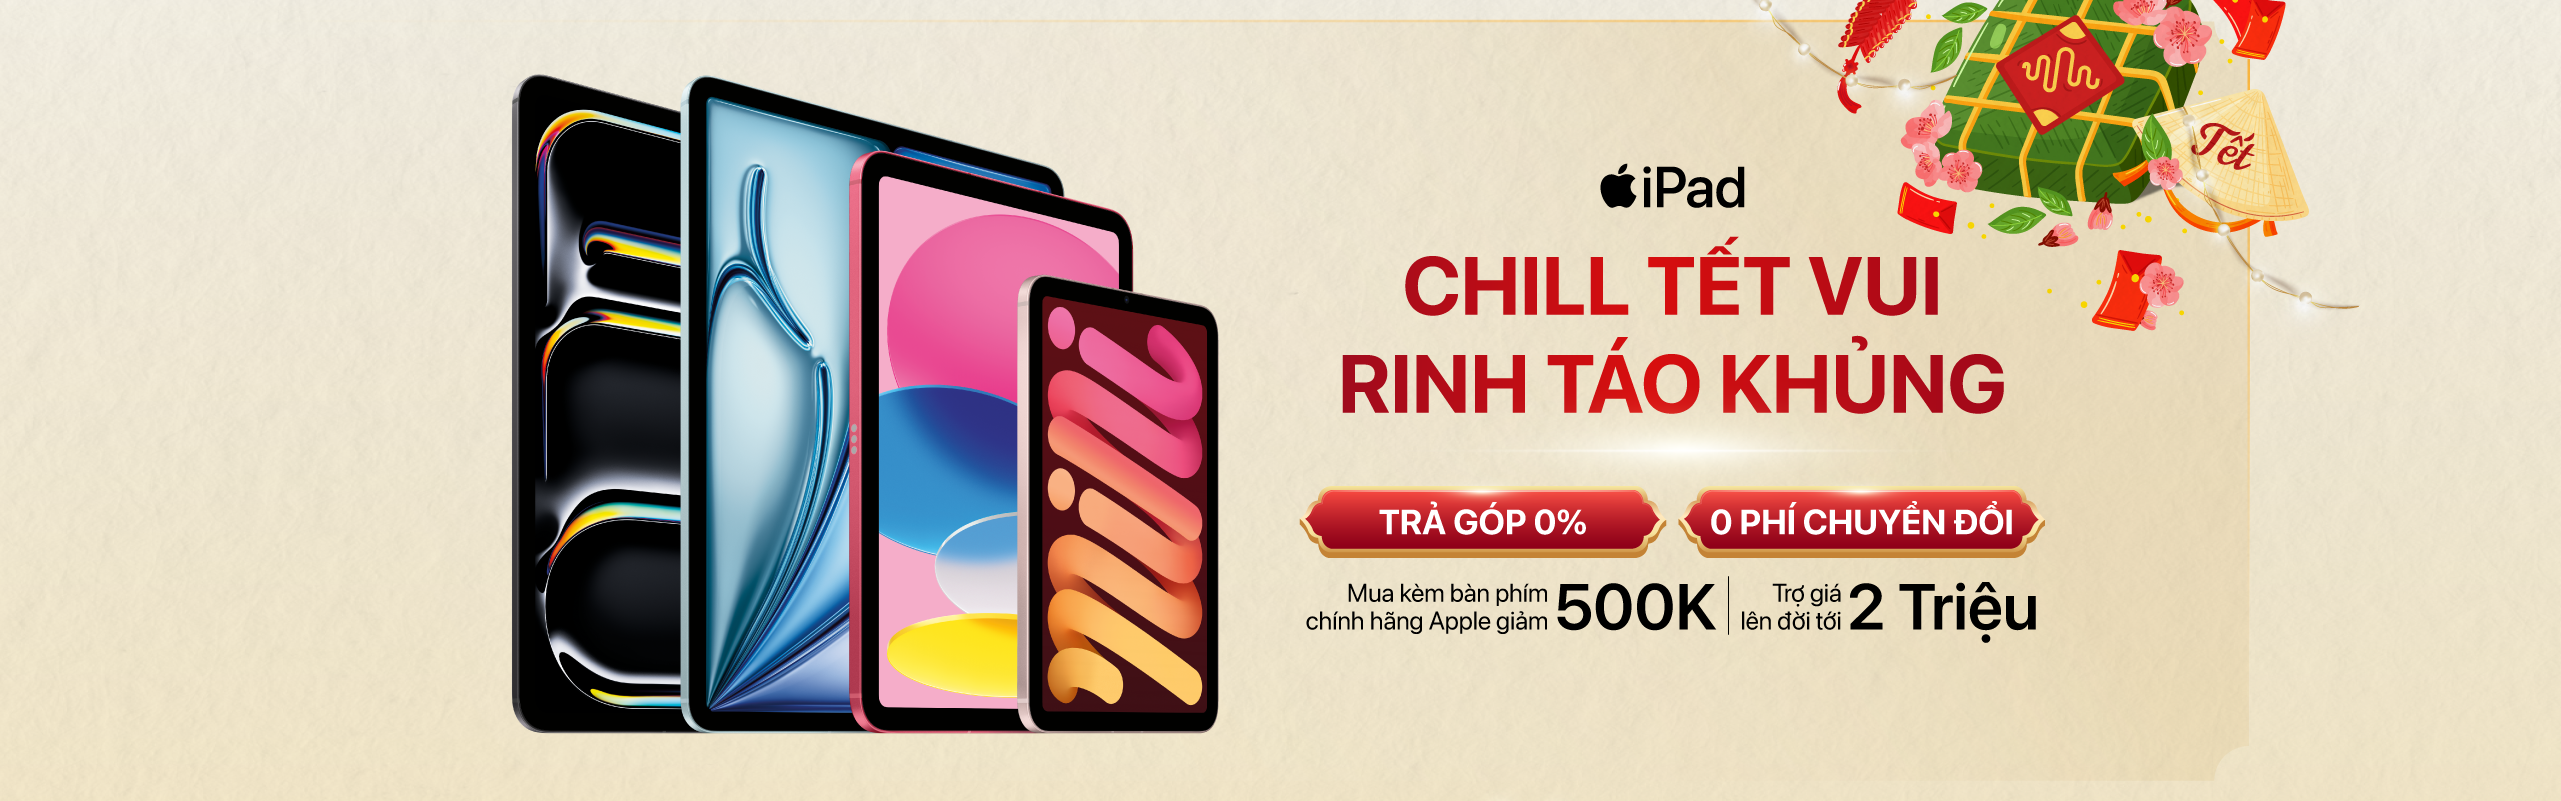 iPad
CHILL TẾT VUI
RINH TÁO KHỦNG
TRẢ GÓP 0%
0 PHÍ CHUYỂN ĐỔI
Mua kèm bàn phím
chính hãng Apple giảm
500K
Trợ giá
lên đời tới
2 Triệu
Tết
mini